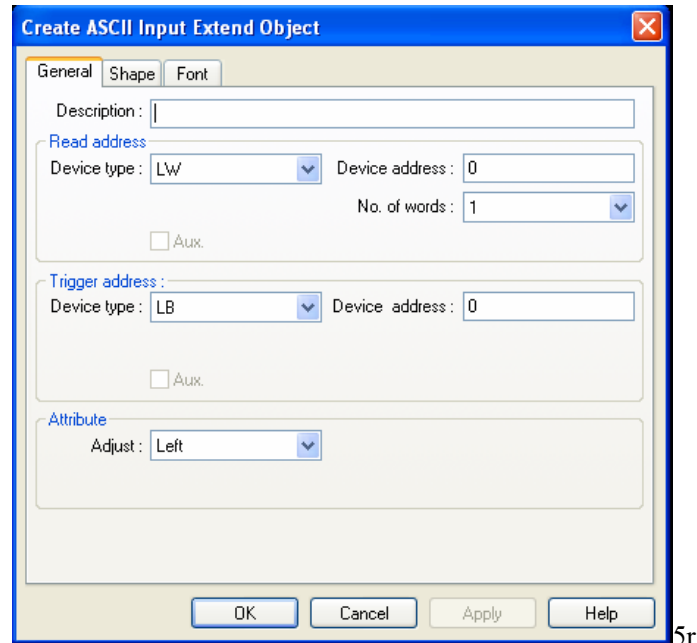 Create ASCII Input Extend Object
General Shape Font
Description :
Read address
Device type : LW Device address : 0
No. of words : 1
Aux.
Trigger address :
Device type : LB Device address : 0
Aux.
Attribute
Adjust : Left
OK Cancel Apply Help